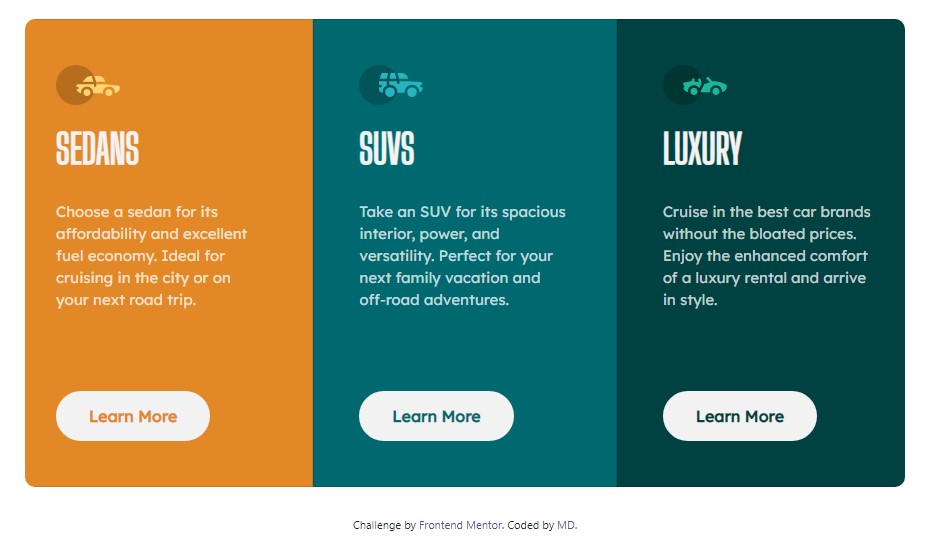 SEDANS
Choose a sedan for its
affordability and excellent
fuel economy. Ideal for
cruising in the city or on
your next road trip.
Learn More
SUVS
Take an SUV for its spacious
interior, power, and
versatility. Perfect for your
next family vacation and
off-road adventures.
Learn More
LUXURY
Cruise in the best car brands
without the bloated prices.
Enjoy the enhanced comfort
of a luxury rental and arrive
in style.
Learn More
Challenge by Frontend Mentor. Coded by MD.